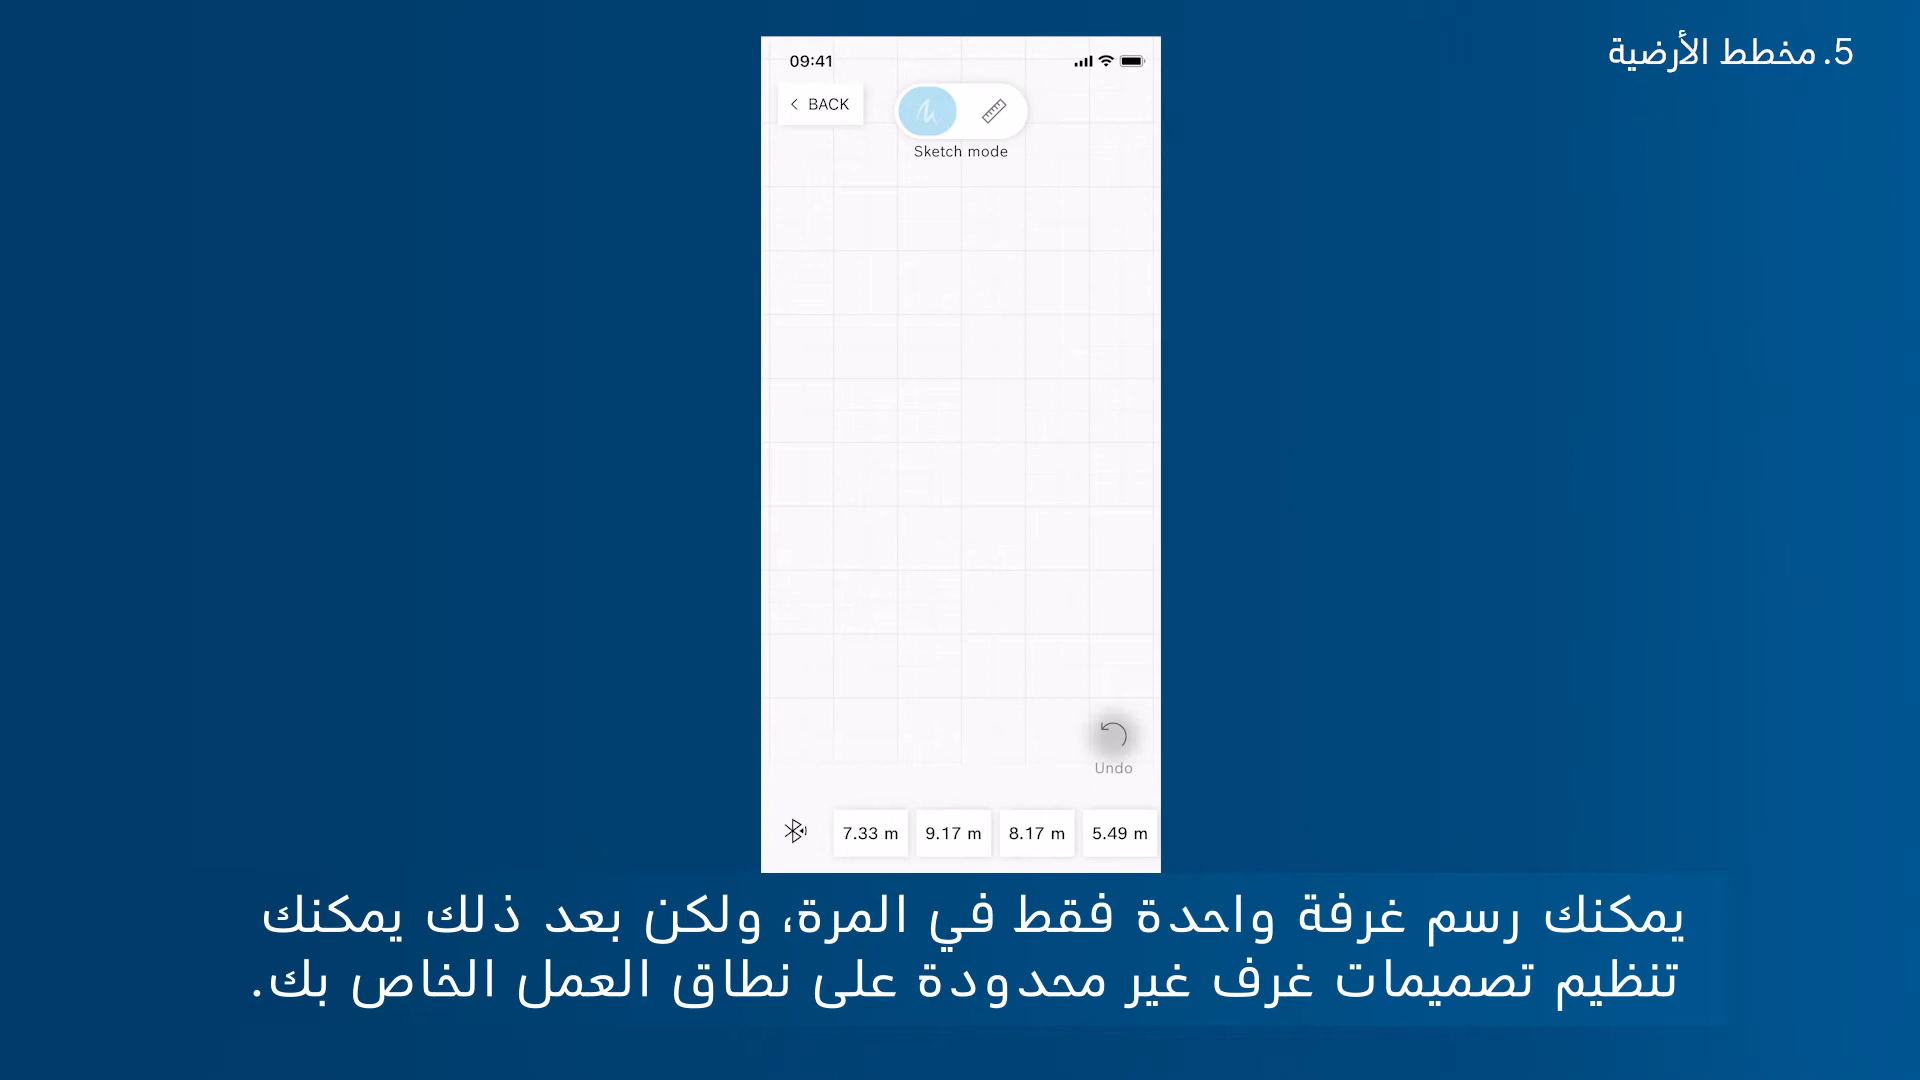 5. مخطط الأرضية
09:41
BACK
Sketch mode
Undo
7.33 m 9.17 m 8.17 m 5.49 m
يمكنك رسم غرفة واحدة فقط في المرة، ولكن بعد ذلك يمكنك
تنظيم تصميمات غرف غير محدودة على نطاق العمل الخاص بك.